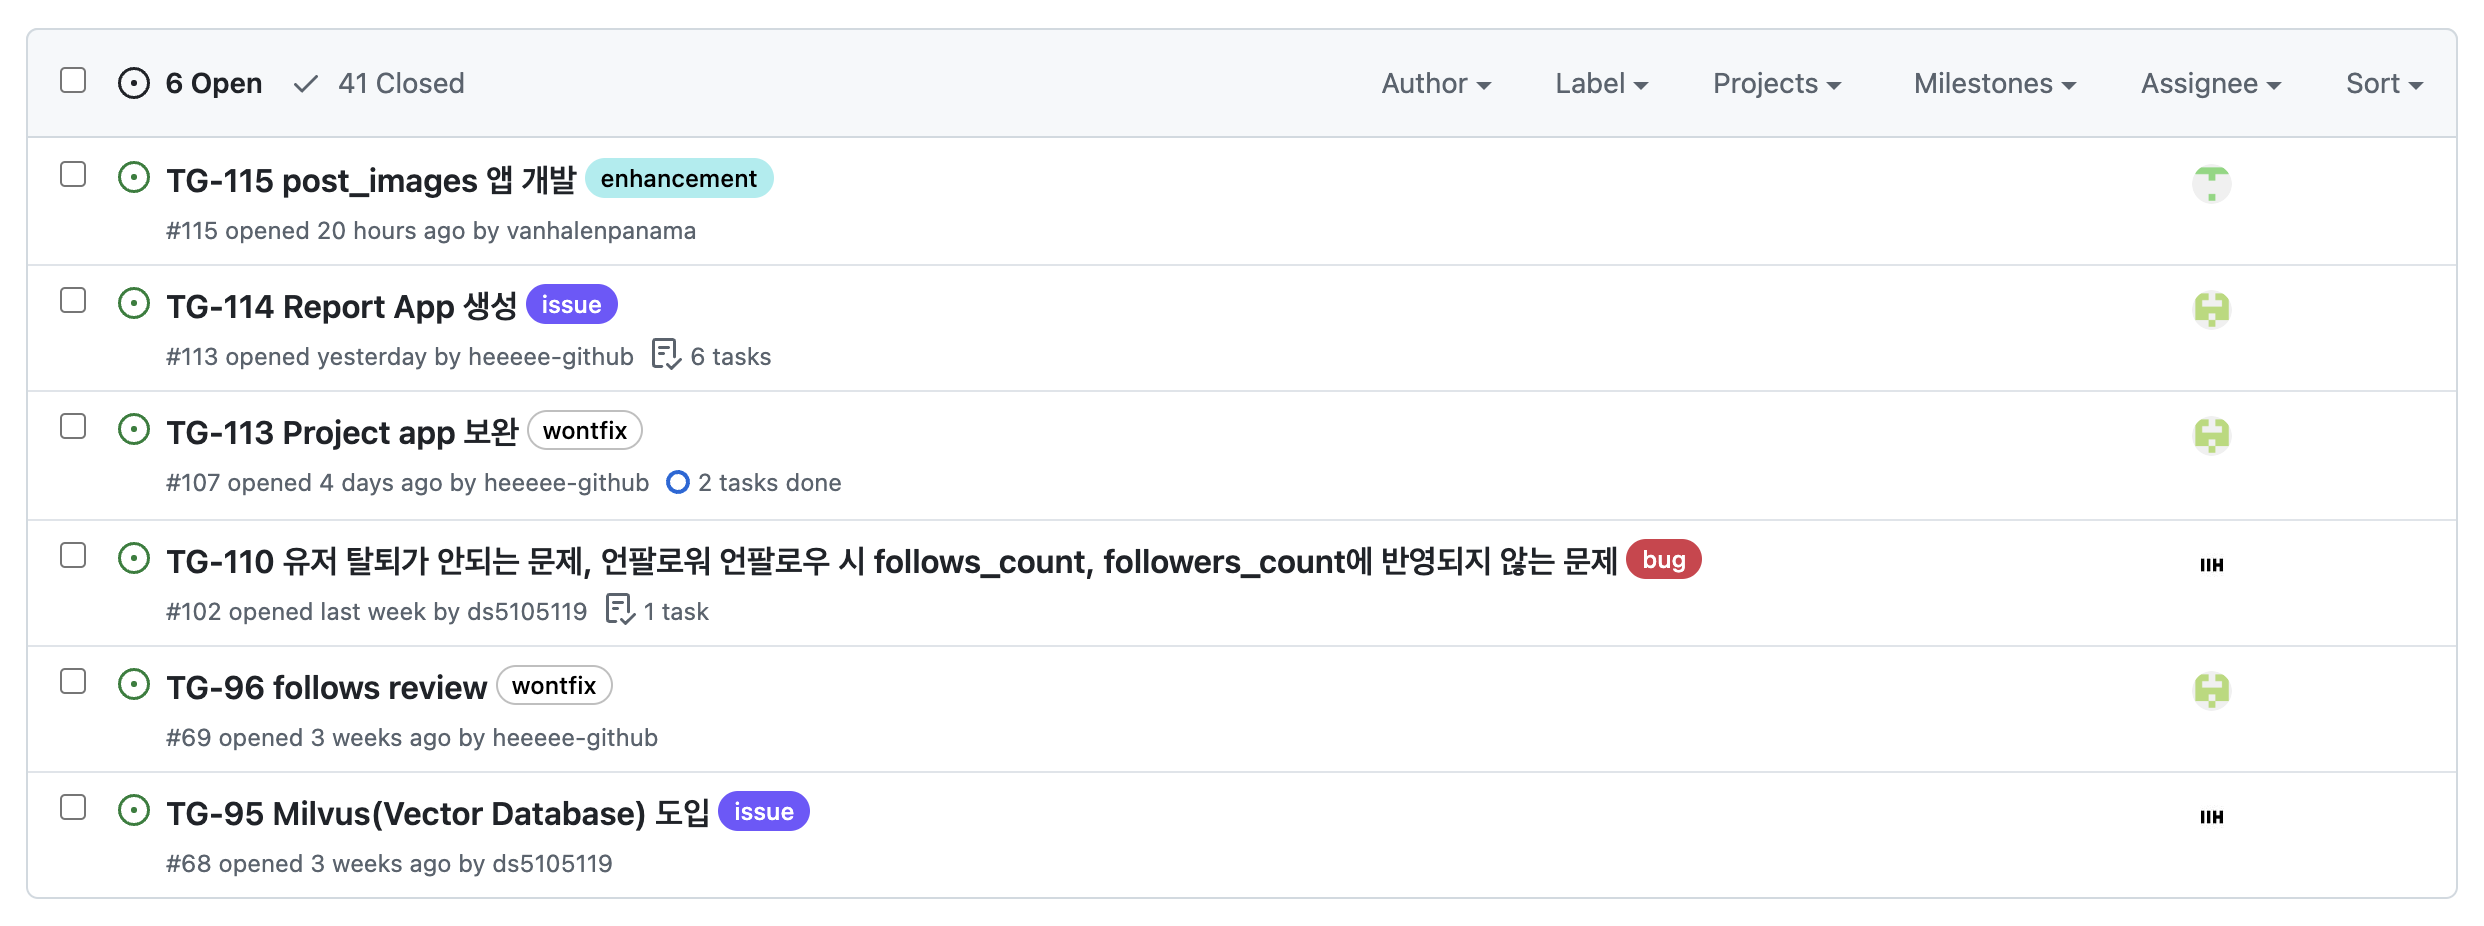 6 Open 41 Closed Author Label Projects Milestones Assignee Sort
TG-115 post_images 앱 개발 enhancement
#115 opened 20 hours ago by vanhalenpanama
TG-114 Report App 생성 issue
#113 opened yesterday by heeeee-github 6 tasks
TG-113 Project app 보완 wontfix
#107 opened 4 days ago by heeeee-github 2 tasks done
TG-110 유저 탈퇴가 안되는 문제, 언팔로워 언팔로우 시 follows_count, followers_count에 반영되지 않는 문제 bug
#102 opened last week by ds5105119 1 task
TG-96 follows review wontfix
#69 opened 3 weeks ago by heeeee-github
TG-95 Milvus(Vector Database) 도입 issue
#68 opened 3 weeks ago by ds5105119